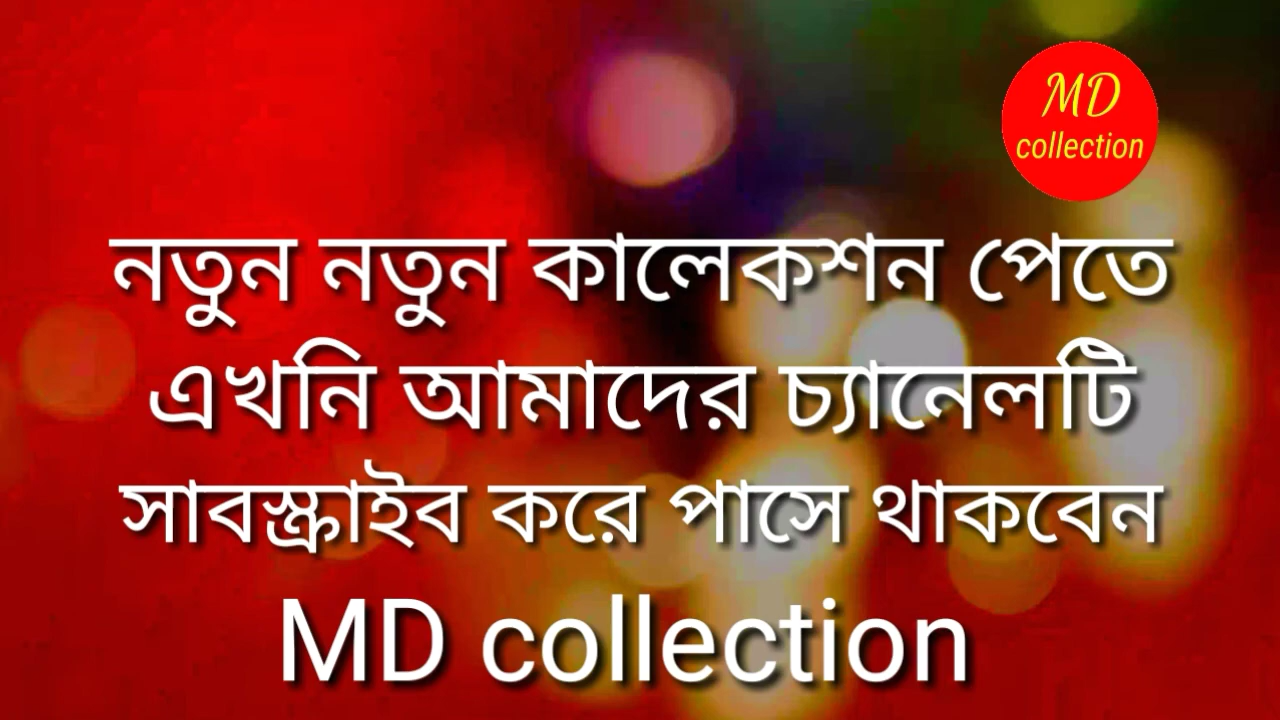 MD
collection
নতুন নতুন কালেকশন পেতে
এখনি আমাদের চ্যানেলটি
সাবস্ক্রাইব করে পাসে থাকবেন
MD collection